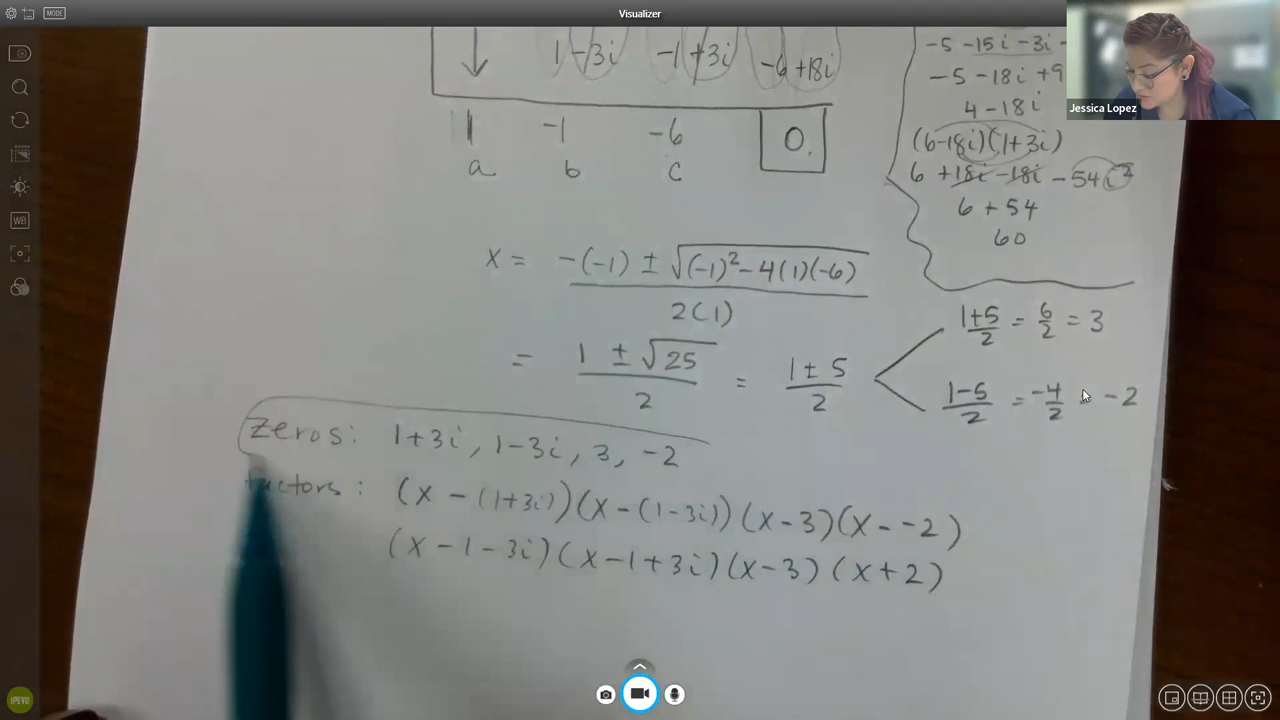 MODE
Visualizer
Jessica Lopez
WB
1 -3i -1 +3i -6 +18i
1 -1 -6 0
a b c
-5 -15i -3i
-5 -18i +9
4 -18i
(6-18i)(1+3i)
6 +18i -18i - 54i²
6 + 54
60
x = -(-1) ± √(-1)²-4(1)(-6)
2(1)
= 1 ± √25 / 2 = 1 ± 5 / 2
1+5/2 = 6/2 = 3
1-5/2 = -4/2 -2
Zeros: 1+3i, 1-3i, 3, -2
factors: (x - (1+3i))(x-(1-3i))(x-3)(x--2)
(x-1-3i)(x-1+3i)(x-3)(x+2)
IPEVO